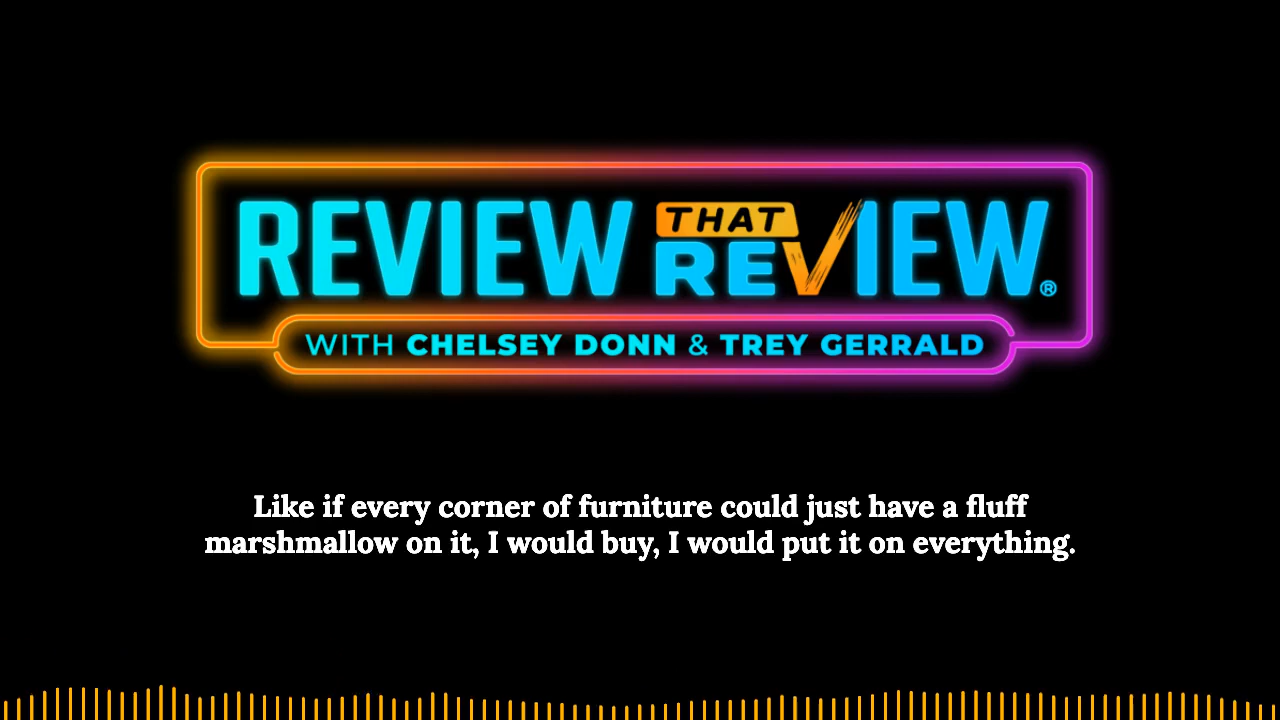 REVIEW THAT REVIEW®
WITH CHELSEY DONN & TREY GERRALD
Like if every corner of furniture could just have a fluff
marshmallow on it, I would buy, I would put it on everything.